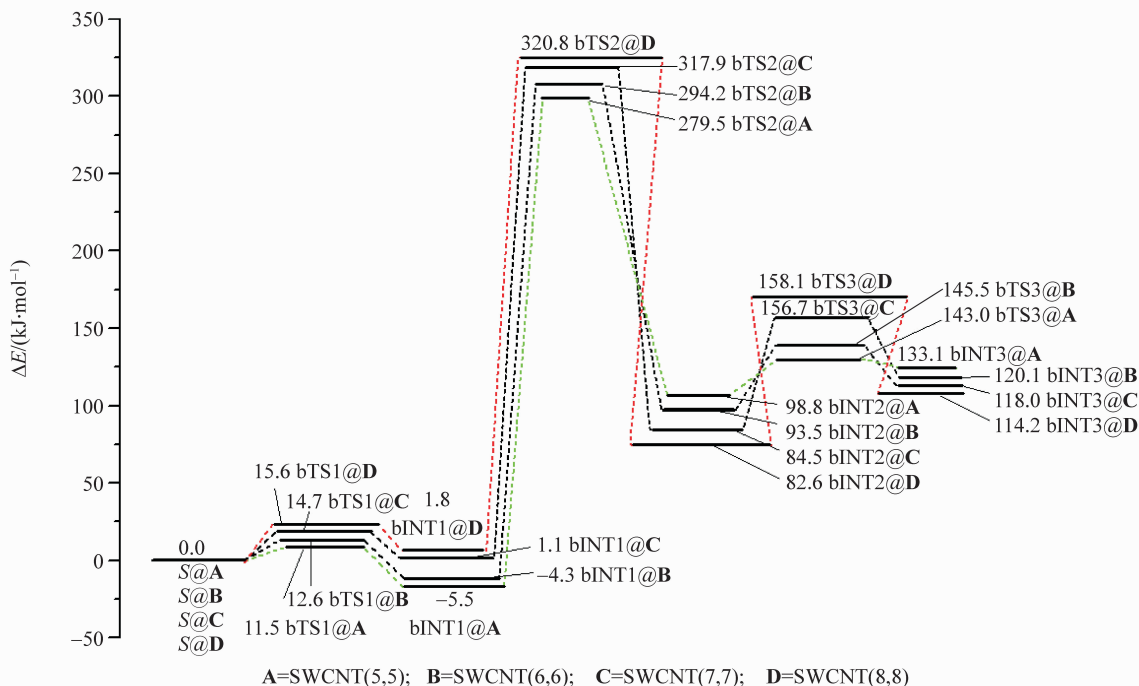 350
300
250
200
150
100
50
0
−50
ΔE/(kJ·mol⁻¹)
320.8 bTS2@D
317.9 bTS2@C
294.2 bTS2@B
279.5 bTS2@A
158.1 bTS3@D
156.7 bTS3@C
145.5 bTS3@B
143.0 bTS3@A
133.1 bINT3@A
120.1 bINT3@B
118.0 bINT3@C
114.2 bINT3@D
98.8 bINT2@A
93.5 bINT2@B
84.5 bINT2@C
82.6 bINT2@D
15.6 bTS1@D
14.7 bTS1@C
1.8
bINT1@D
1.1 bINT1@C
−4.3 bINT1@B
0.0
S@A
S@B
S@C
S@D
12.6 bTS1@B
11.5 bTS1@A
−5.5
bINT1@A
A=SWCNT(5,5); B=SWCNT(6,6); C=SWCNT(7,7); D=SWCNT(8,8)